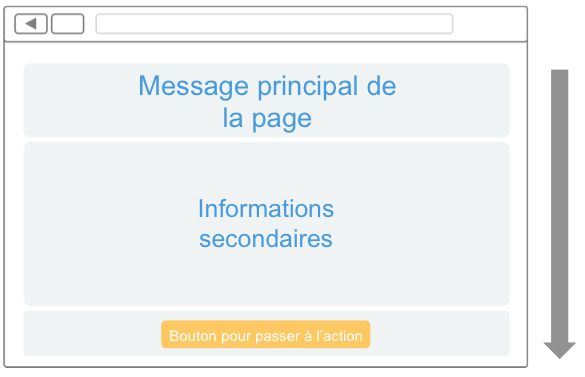 Message principal de
la page
Informations
secondaires
Bouton pour passer à l'action